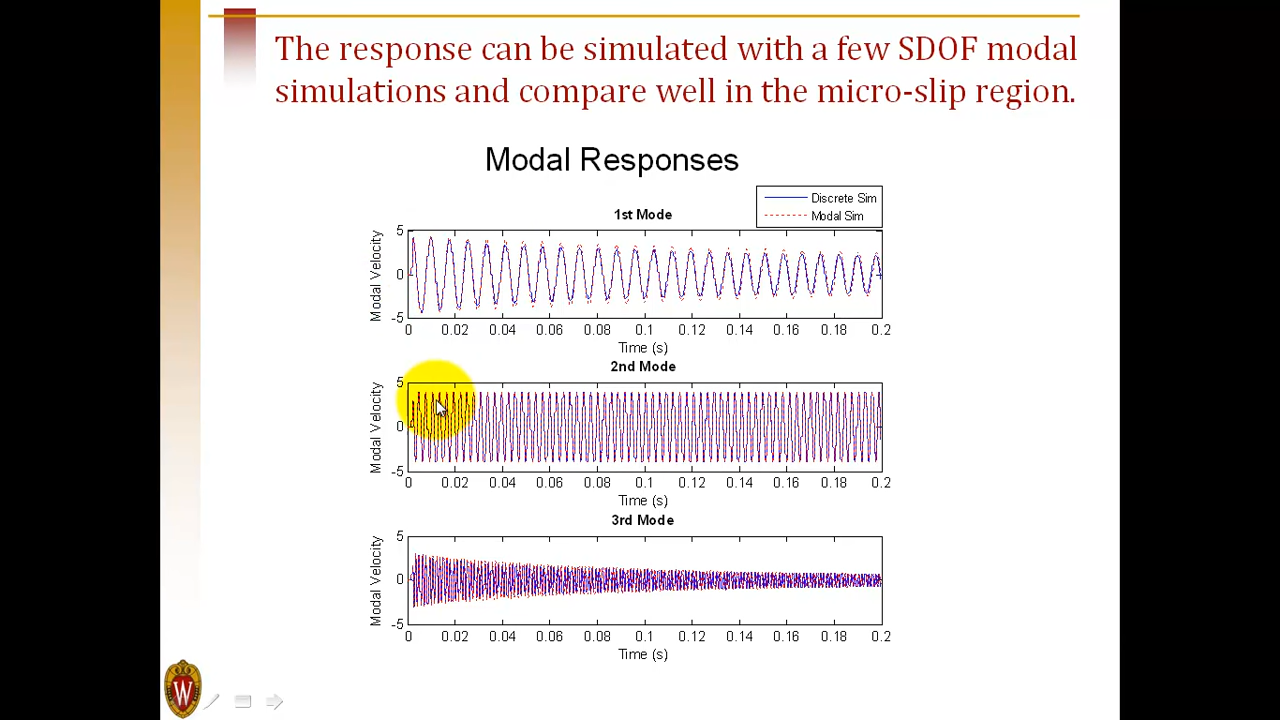 The response can be simulated with a few SDOF modal
simulations and compare well in the micro-slip region.
Modal Responses
Discrete Sim
Modal Sim
1st Mode
Modal Velocity
5
0
-5
0 0.02 0.04 0.06 0.08 0.1 0.12 0.14 0.16 0.18 0.2
Time (s)
2nd Mode
Modal Velocity
5
0
-5
0 0.02 0.04 0.06 0.08 0.1 0.12 0.14 0.16 0.18 0.2
Time (s)
3rd Mode
Modal Velocity
5
0
-5
0 0.02 0.04 0.06 0.08 0.1 0.12 0.14 0.16 0.18 0.2
Time (s)
W